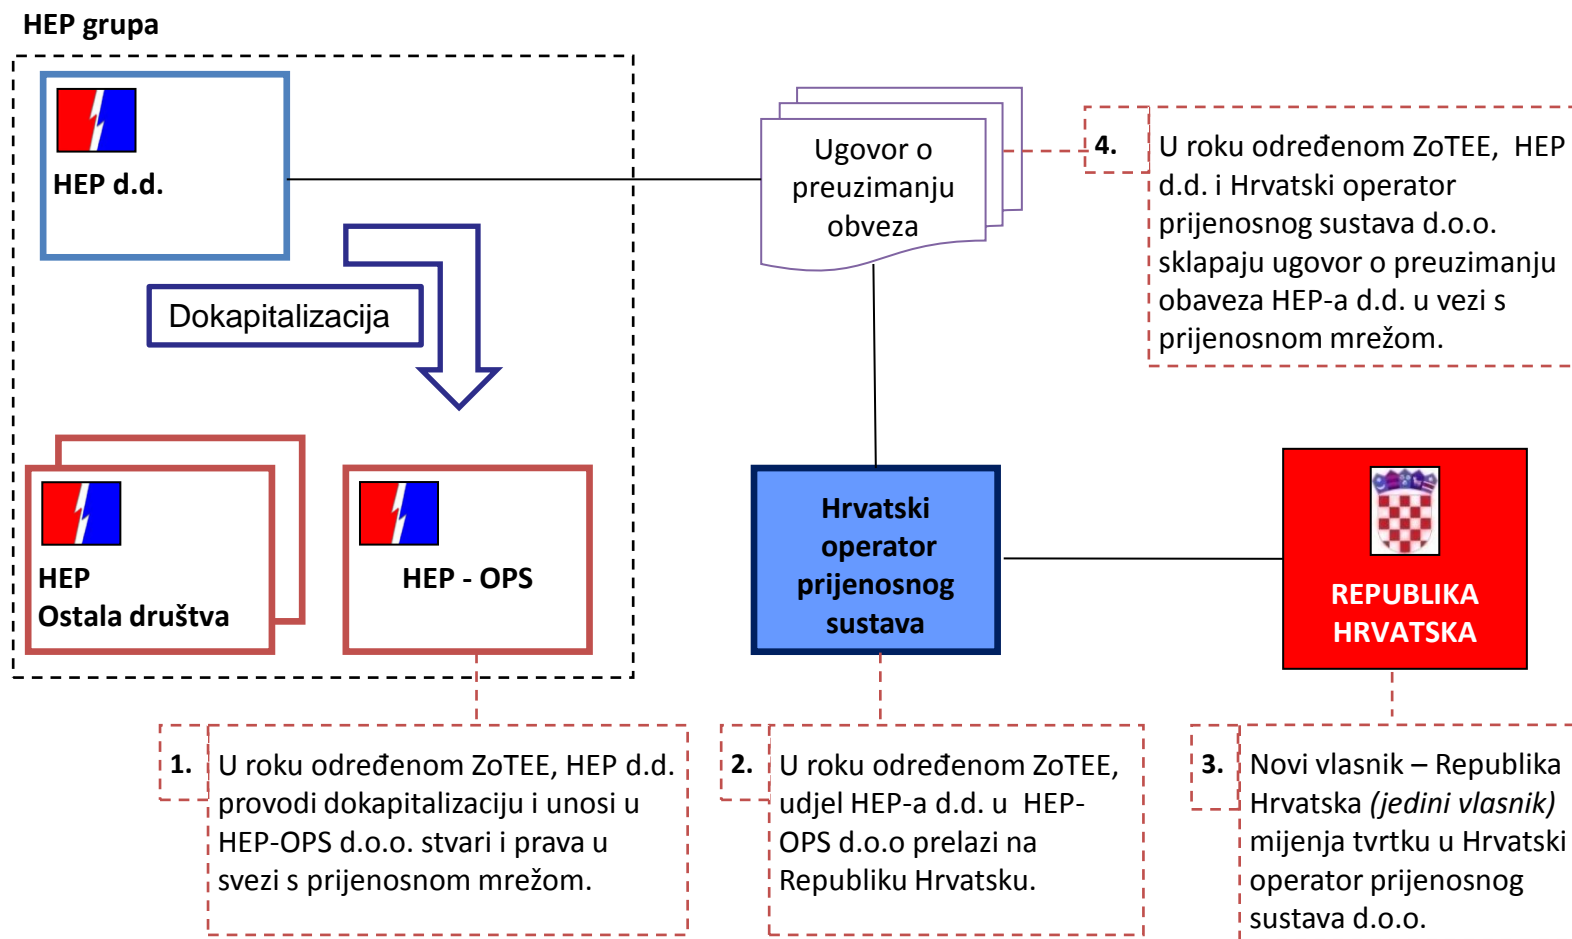 HEP grupa
HEP d.d.
Dokapitalizacija
HEP
Ostala društva
HEP - OPS
Ugovor o
preuzimanju
obveza
4.
U roku određenom ZoTEE,  HEP
d.d. i Hrvatski operator
prijenosnog sustava d.o.o.
sklapaju ugovor o preuzimanju
obaveza HEP-a d.d. u vezi s
prijenosnom mrežom.
Hrvatski
operator
prijenosnog
sustava
REPUBLIKA
HRVATSKA
1.
U roku određenom ZoTEE, HEP d.d.
provodi dokapitalizaciju i unosi u
HEP-OPS d.o.o. stvari i prava u
svezi s prijenosnom mrežom.
2.
U roku određenom ZoTEE,
udjel HEP-a d.d. u  HEP-
OPS d.o.o prelazi na
Republiku Hrvatsku.
3.
Novi vlasnik – Republika
Hrvatska (jedini vlasnik)
mijenja tvrtku u Hrvatski
operator prijenosnog
sustava d.o.o.